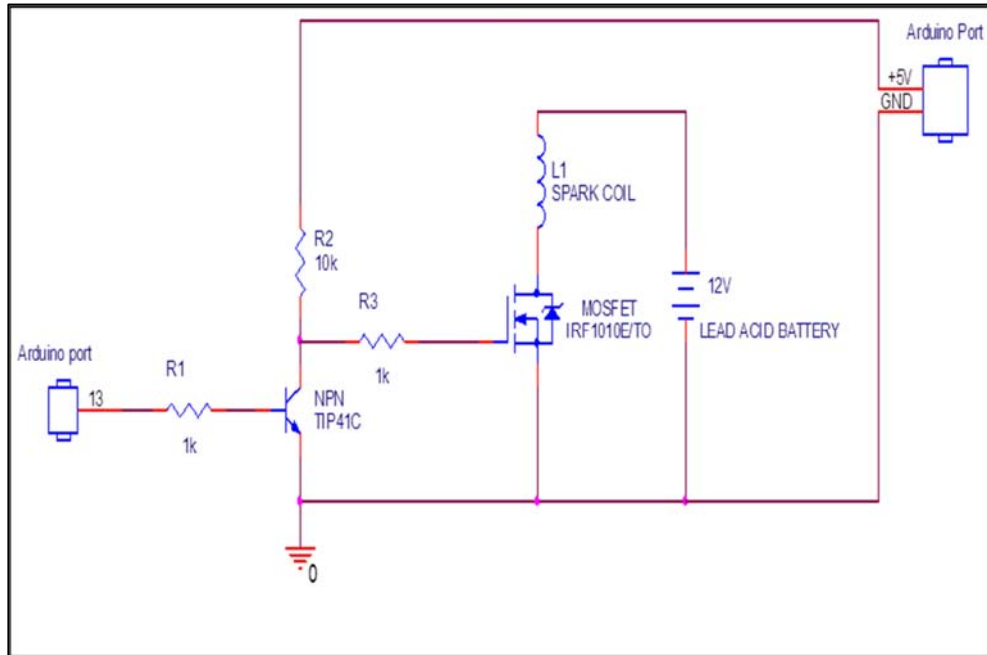 Arduino Port
+5V
GND
L1
SPARK COIL
R2
10k
12V
R3
MOSFET
IRF1010E/TO
LEAD ACID BATTERY
Arduino port
R1
1k
13
NPN
TIP41C
1k
0